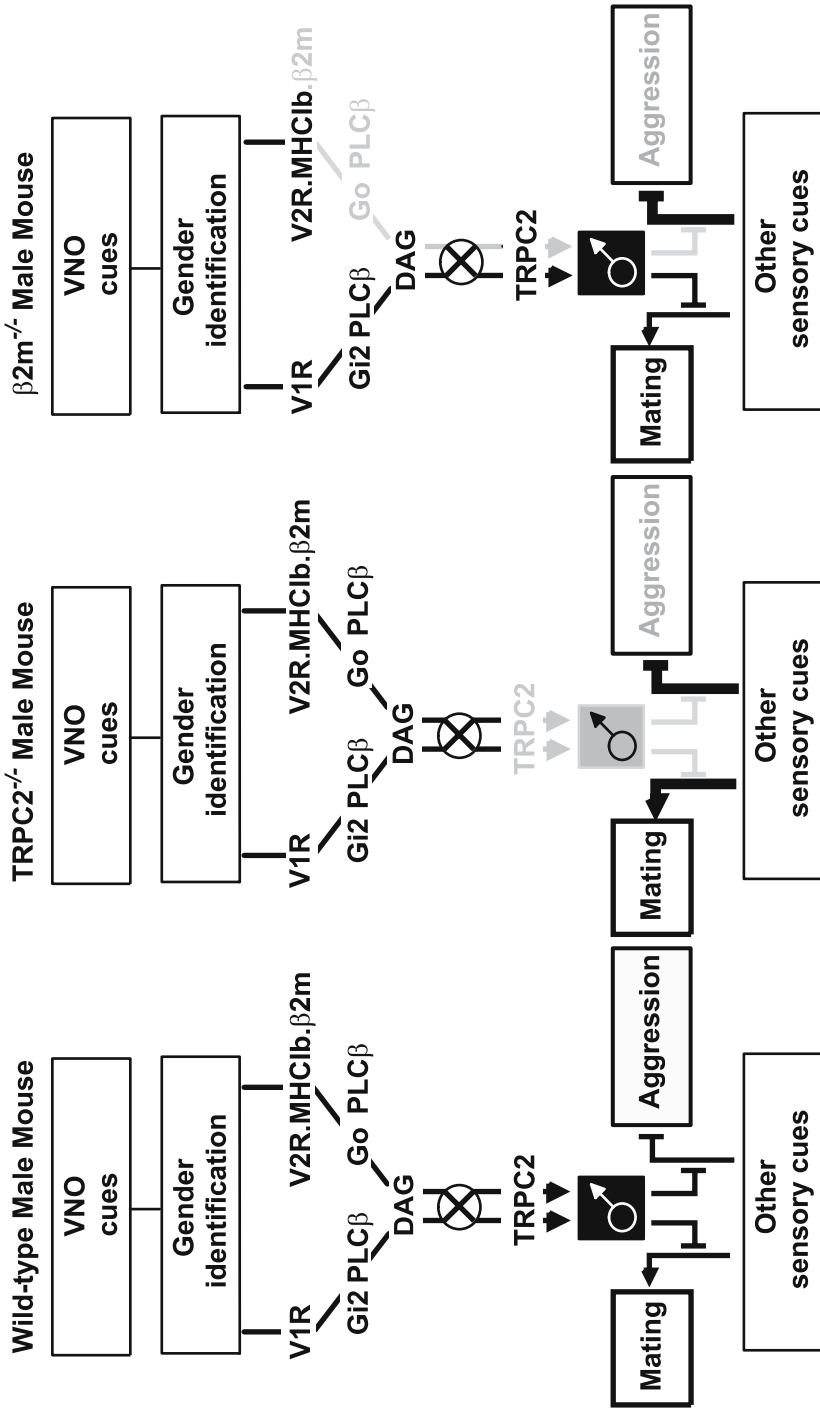 Wild-type Male Mouse
VNO
cues
Gender
identification
V1R
V2R.MHCIb.β2m
Gi2 PLCβ
Go PLCβ
DAG
TRPC2
Mating
Aggression
Other
sensory cues
TRPC2-/- Male Mouse
VNO
cues
Gender
identification
V1R
V2R.MHCIb.β2m
Gi2 PLCβ
Go PLCβ
DAG
TRPC2
Mating
Aggression
Other
sensory cues
β2m-/- Male Mouse
VNO
cues
Gender
identification
V1R
V2R.MHCIb.β2m
Gi2 PLCβ
Go PLCβ
DAG
TRPC2
Mating
Aggression
Other
sensory cues